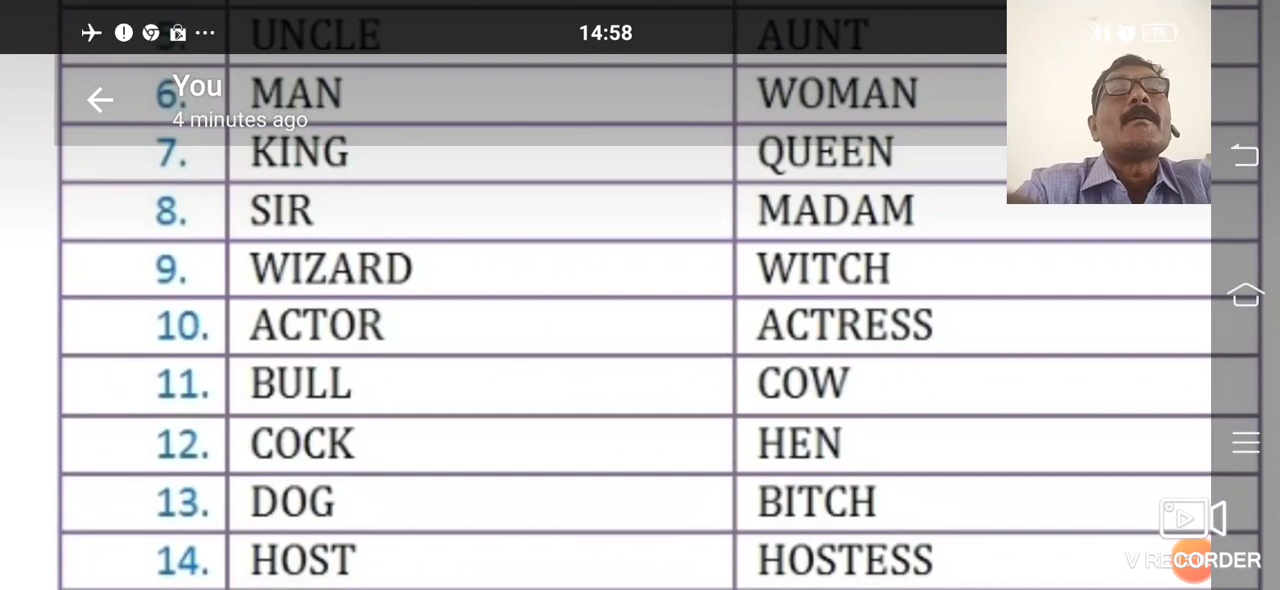 14:58
5. UNCLE AUNT
You
4 minutes ago
6. MAN WOMAN
7. KING QUEEN
8. SIR MADAM
9. WIZARD WITCH
10. ACTOR ACTRESS
11. BULL COW
12. COCK HEN
13. DOG BITCH
14. HOST HOSTESS
V RECORDER